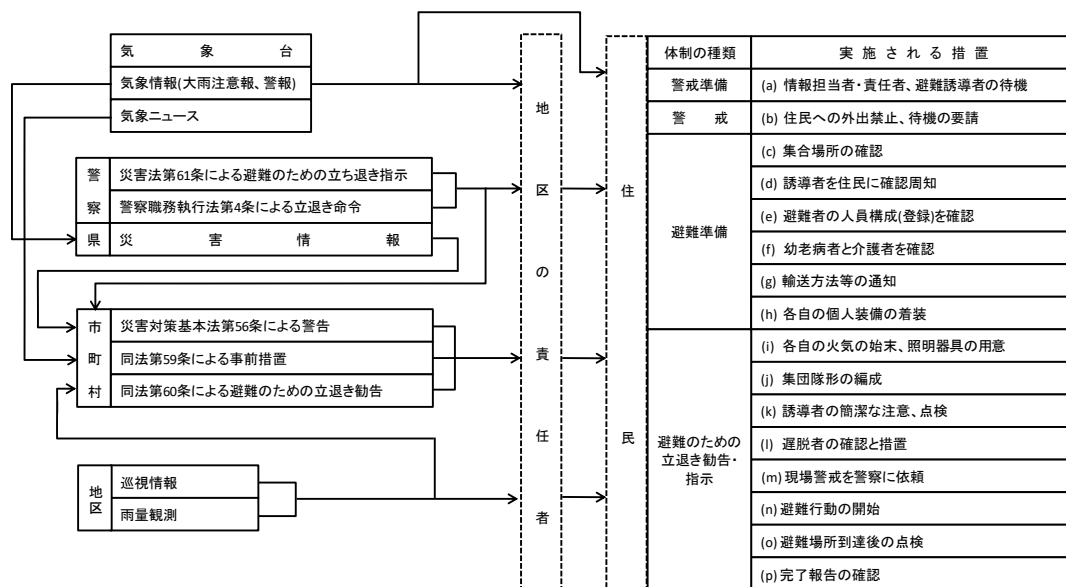 気象台
気象情報(大雨注意報、警報)
気象ニュース
警察
災害法第61条による避難のための立ち退き指示
警察職務執行法第4条による立退き命令
県
災害情報
市町村
災害対策基本法第56条による警告
同法第59条による事前措置
同法第60条による避難のための立退き勧告
地区
巡視情報
雨量観測
地区の責任者
住民
体制の種類
実施される措置
警戒準備
(a) 情報担当者・責任者、避難誘導者の待機
警戒
(b) 住民への外出禁止、待機の要請
避難準備
(c) 集合場所の確認
(d) 誘導者を住民に確認周知
(e) 避難者の人員構成(登録)を確認
(f) 幼老病者と介護者を確認
(g) 輸送方法等の通知
(h) 各自の個人装備の着装
避難のための
立退き勧告・
指示
(i) 各自の火気の始末、照明器具の用意
(j) 集団隊形の編成
(k) 誘導者の簡潔な注意、点検
(l) 遅脱者の確認と措置
(m) 現場警戒を警察に依頼
(n) 避難行動の開始
(o) 避難場所到達後の点検
(p) 完了報告の確認